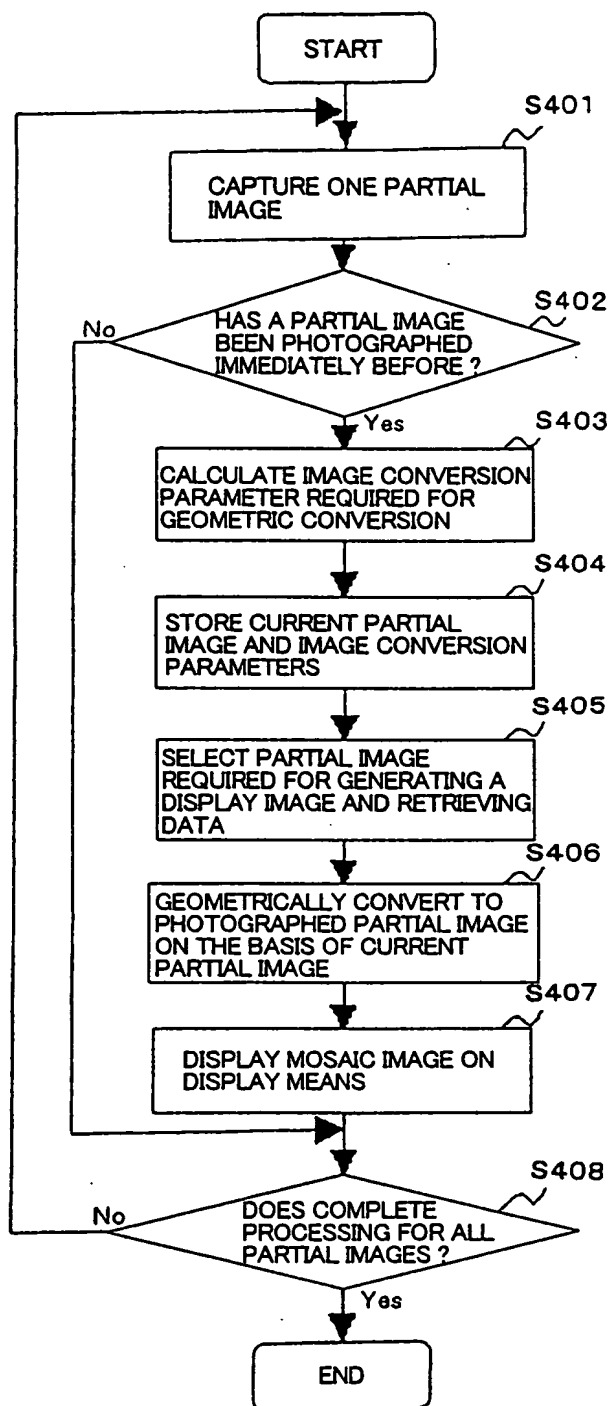 START
S401
CAPTURE ONE PARTIAL
IMAGE
S402
No
HAS A PARTIAL IMAGE
BEEN PHOTOGRAPHED
IMMEDIATELY BEFORE ?
Yes
S403
CALCULATE IMAGE CONVERSION
PARAMETER REQUIRED FOR
GEOMETRIC CONVERSION
S404
STORE CURRENT PARTIAL
IMAGE AND IMAGE CONVERSION
PARAMETERS
S405
SELECT PARTIAL IMAGE
REQUIRED FOR GENERATING A
DISPLAY IMAGE AND RETRIEVING
DATA
S406
GEOMETRICALLY CONVERT TO
PHOTOGRAPHED PARTIAL IMAGE
ON THE BASIS OF CURRENT
PARTIAL IMAGE
S407
DISPLAY MOSAIC IMAGE ON
DISPLAY MEANS
S408
No
DOES COMPLETE
PROCESSING FOR ALL
PARTIAL IMAGES ?
Yes
END